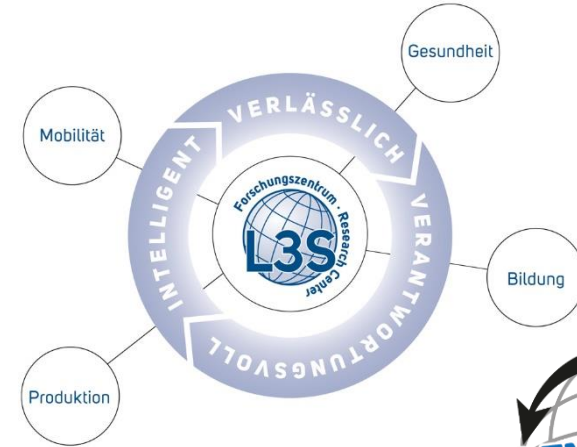 Gesundheit
Mobilität
INTELLIGENT
VERLÄSSLICH
VERANTWORTUNGSVOLL
Forschungszentrum · Research Center
L3S
Bildung
Produktion